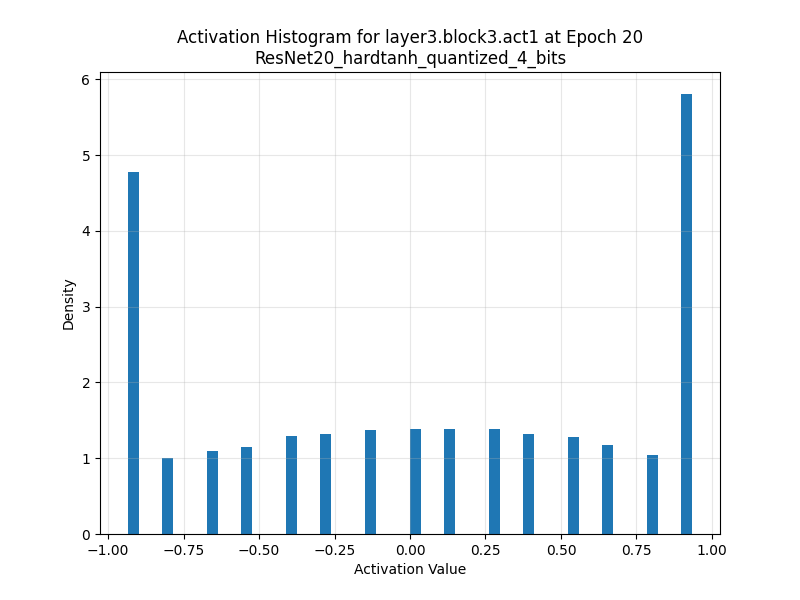 Activation Histogram for layer3.block3.act1 at Epoch 20
ResNet20_hardtanh_quantized_4_bits
6
5
4
3
2
1
0
Density
−1.00 −0.75 −0.50 −0.25 0.00 0.25 0.50 0.75 1.00
Activation Value